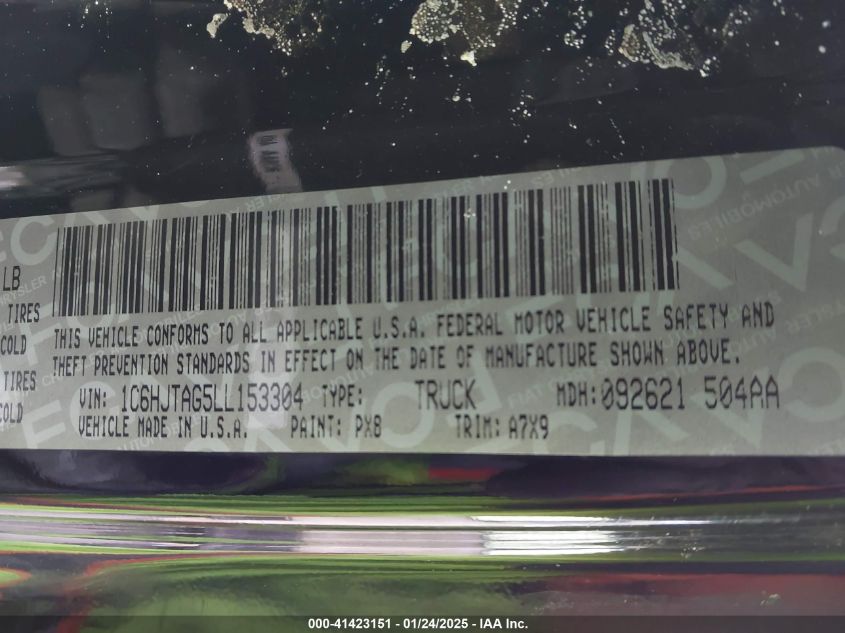 LB
TIRES
COLD
TIRES
COLD
THIS VEHICLE CONFORMS TO ALL APPLICABLE U.S.A. FEDERAL MOTOR VEHICLE SAFETY AND
THEFT PREVENTION STANDARDS IN EFFECT ON THE DATE OF MANUFACTURE SHOWN ABOVE.
VIN: 1C6HJTAG5LL153304 TYPE: TRUCK MDH: 092621 504AA
VEHICLE MADE IN U.S.A. PAINT: PX8 TRIM: A7X9
000-41423151 - 01/24/2025 - IAA Inc.